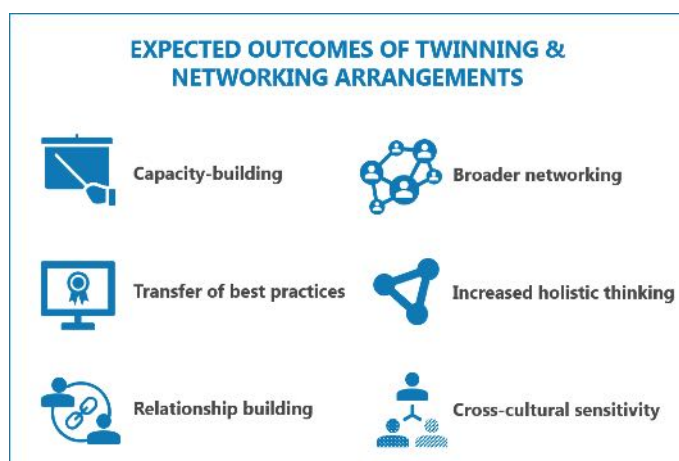 EXPECTED OUTCOMES OF TWINNING &
NETWORKING ARRANGEMENTS
Capacity-building
Broader networking
Transfer of best practices
Increased holistic thinking
Relationship building
Cross-cultural sensitivity